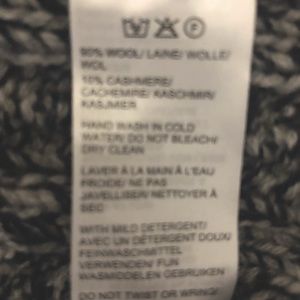 90% WOOL/ LAINE/ WOLLE/
WOL
10% CASHMERE/
CACHEMIRE/ KASCHMIR/
KASJMIER
HAND WASH IN COLD
WATER/ DO NOT BLEACH/
DRY CLEAN
LAVER À LA MAIN À L'EAU
FROIDE/ NE PAS
JAVELLISER/ NETTOYER À
SEC
WITH MILD DETERGENT/
AVEC UN DÉTERGENT DOUX/
FEINWASCHMITTEL
VERWENDEN/ FIJN
WASMIDDELEN GEBRUIKEN
DO NOT TWIST OR WRING/